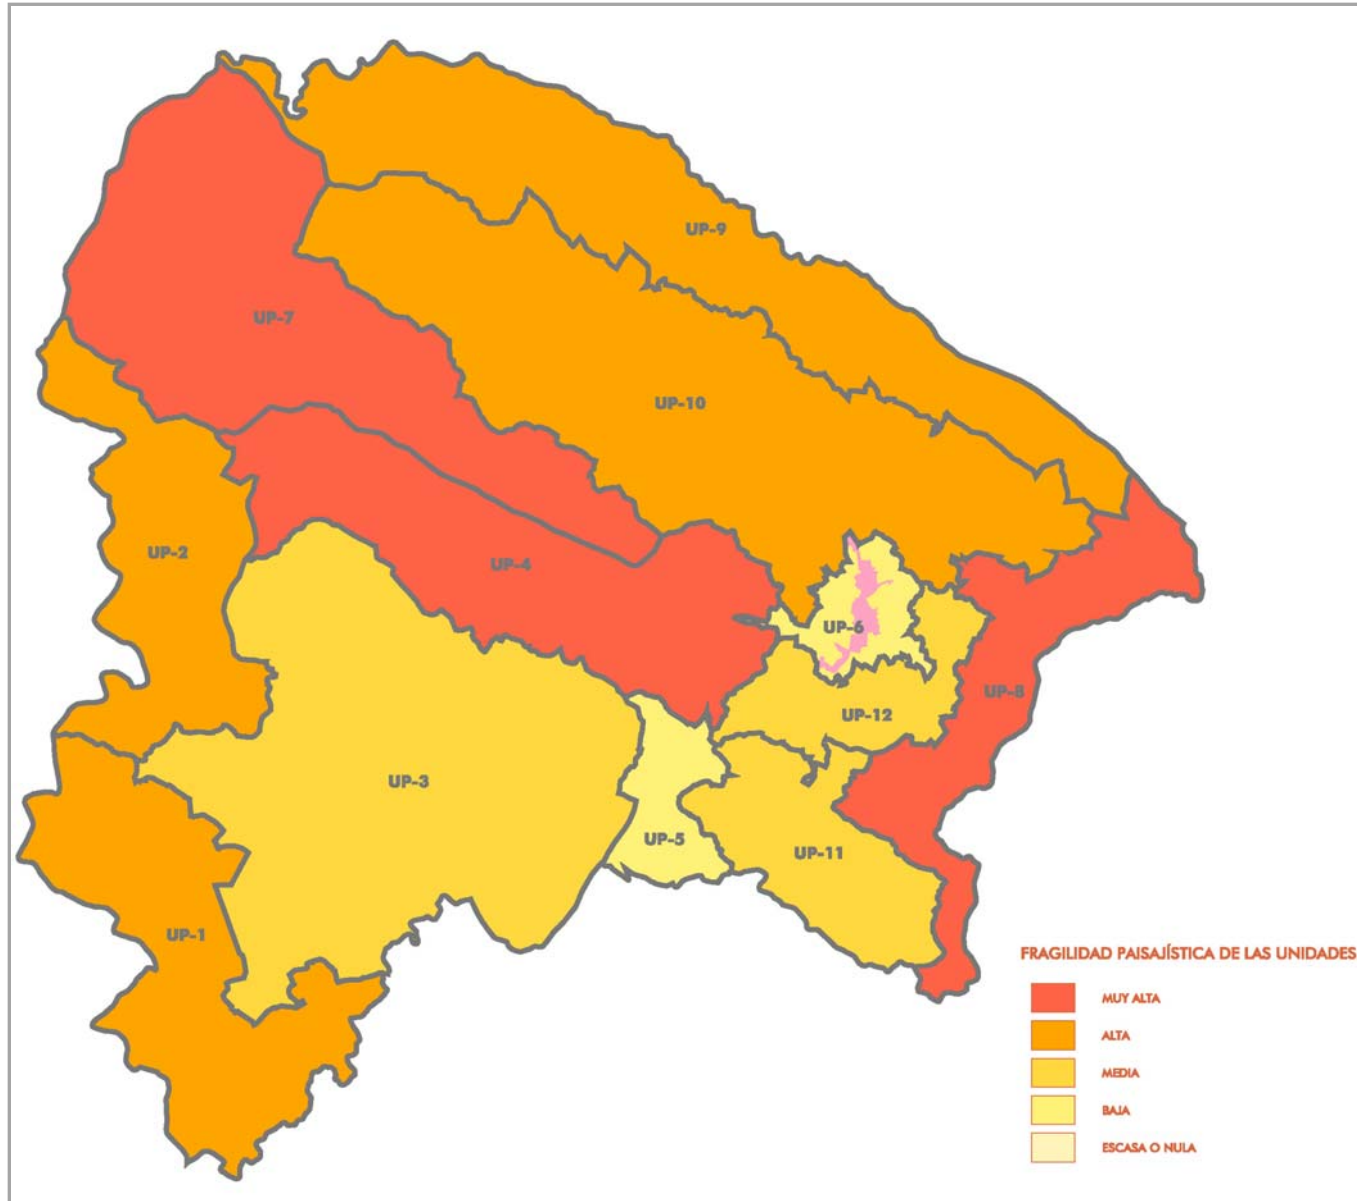 UP-9
UP-7
UP-10
UP-2
UP-4
UP-6
UP-8
UP-12
UP-3
UP-5
UP-11
UP-1
FRAGILIDAD PAISAJÍSTICA DE LAS UNIDADES
MUY ALTA
ALTA
MEDIA
BAJA
ESCASA O NULA